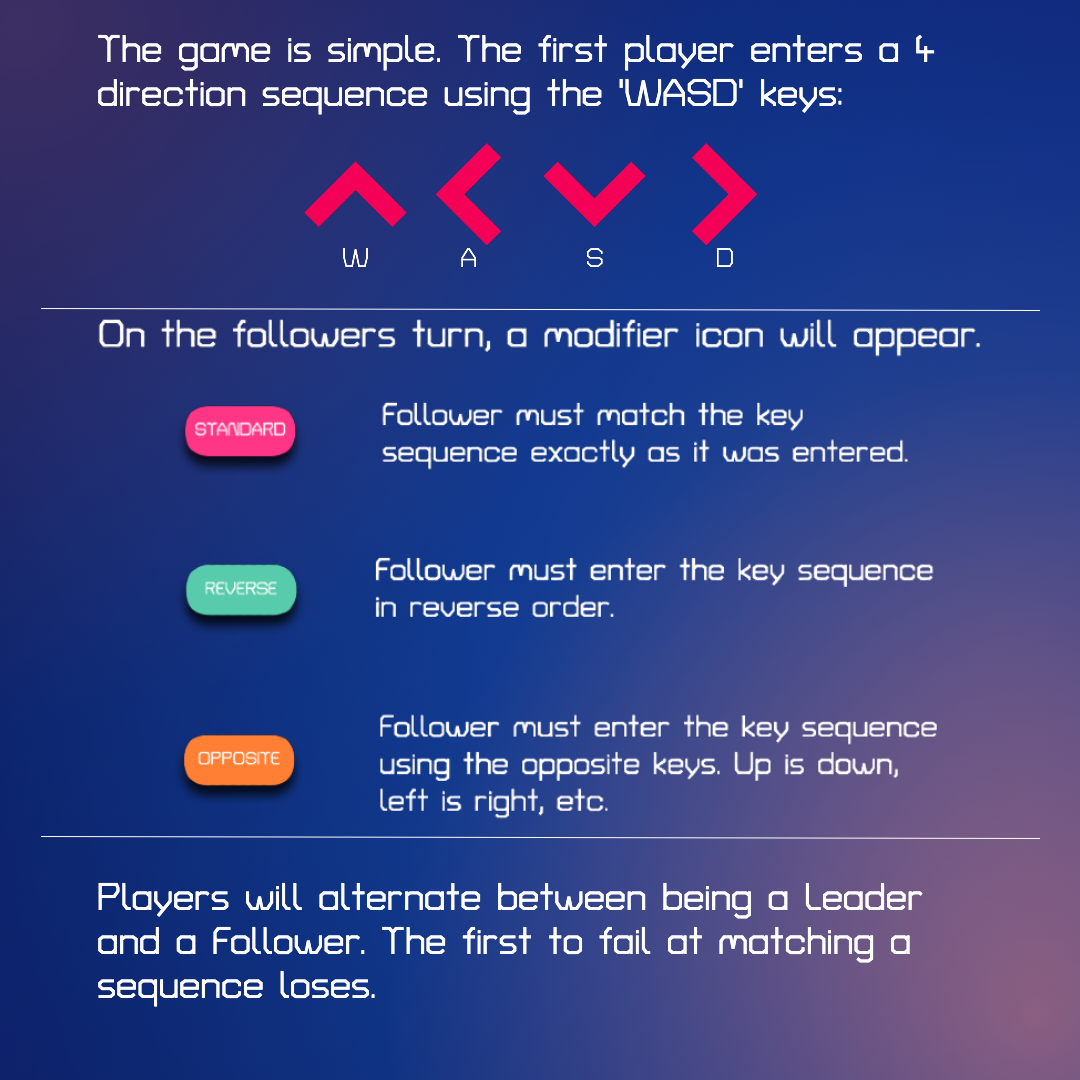 The game is simple. The first player enters a 4
direction sequence using the 'WASD' keys:
W A S D
On the followers turn, a modifier icon will appear.
STANDARD
Follower must match the key
sequence exactly as it was entered.
REVERSE
Follower must enter the key sequence
in reverse order.
OPPOSITE
Follower must enter the key sequence
using the opposite keys. Up is down,
left is right, etc.
Players will alternate between being a Leader
and a Follower. The first to fail at matching a
sequence loses.